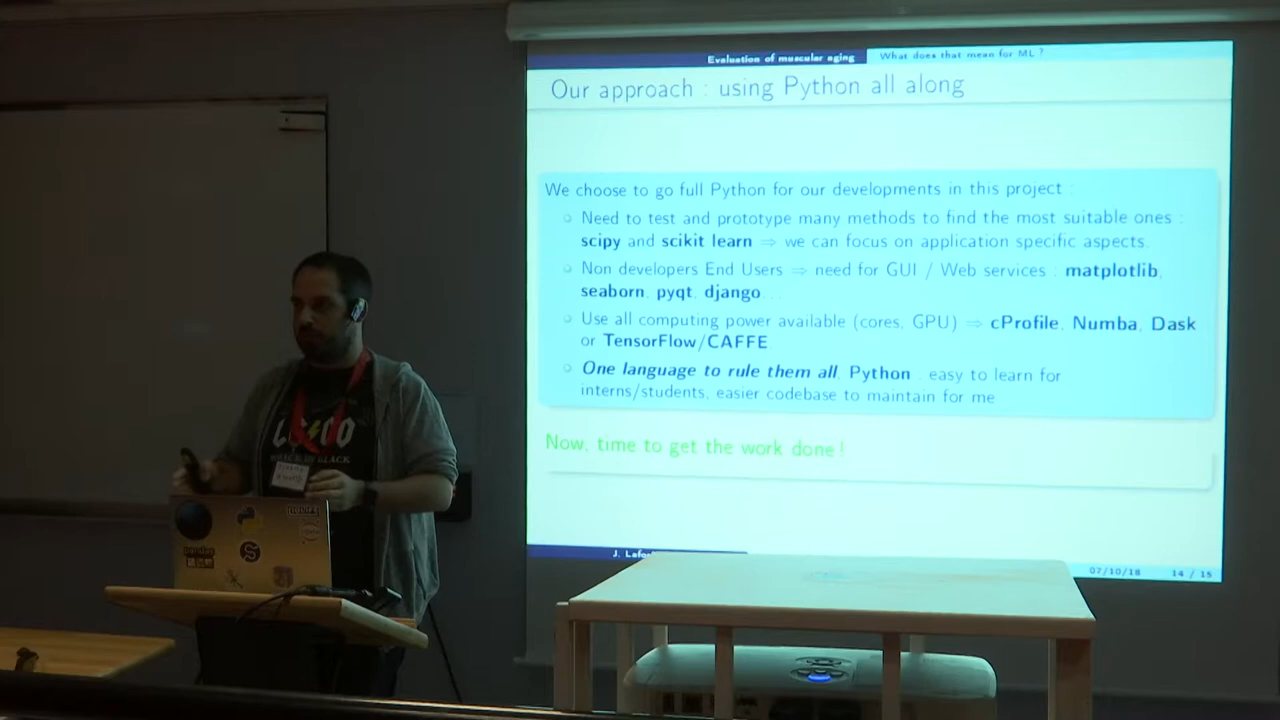 Evaluation of muscular aging
What does that mean for ML ?
Our approach : using Python all along
We choose to go full Python for our developments in this project :
Need to test and prototype many methods to find the most suitable ones :
scipy and scikit learn ⇒ we can focus on application specific aspects.
Non developers End Users ⇒ need for GUI / Web services : matplotlib,
seaborn, pyqt, django...
Use all computing power available (cores, GPU) ⇒ cProfile, Numba, Dask
or TensorFlow/CAFFE
One language to rule them all, Python : easy to learn for
interns/students, easier codebase to maintain for me
Now, time to get the work done !
07/10/18
14 / 15